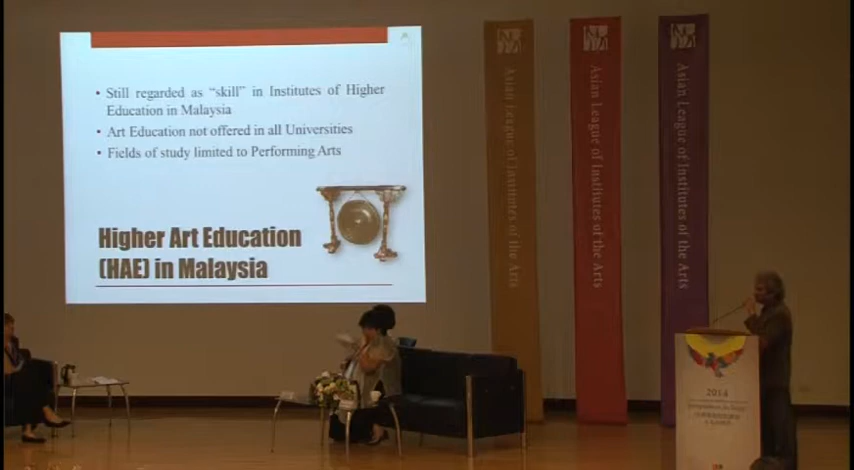 • Still regarded as “skill” in Institutes of Higher
Education in Malaysia
• Art Education not offered in all Universities
• Fields of study limited to Performing Arts
Higher Art Education
(HAE) in Malaysia
Asian League of Institutes of the Arts
Asian League of Institutes of the Arts
Asian League of Institutes of the Arts
2014